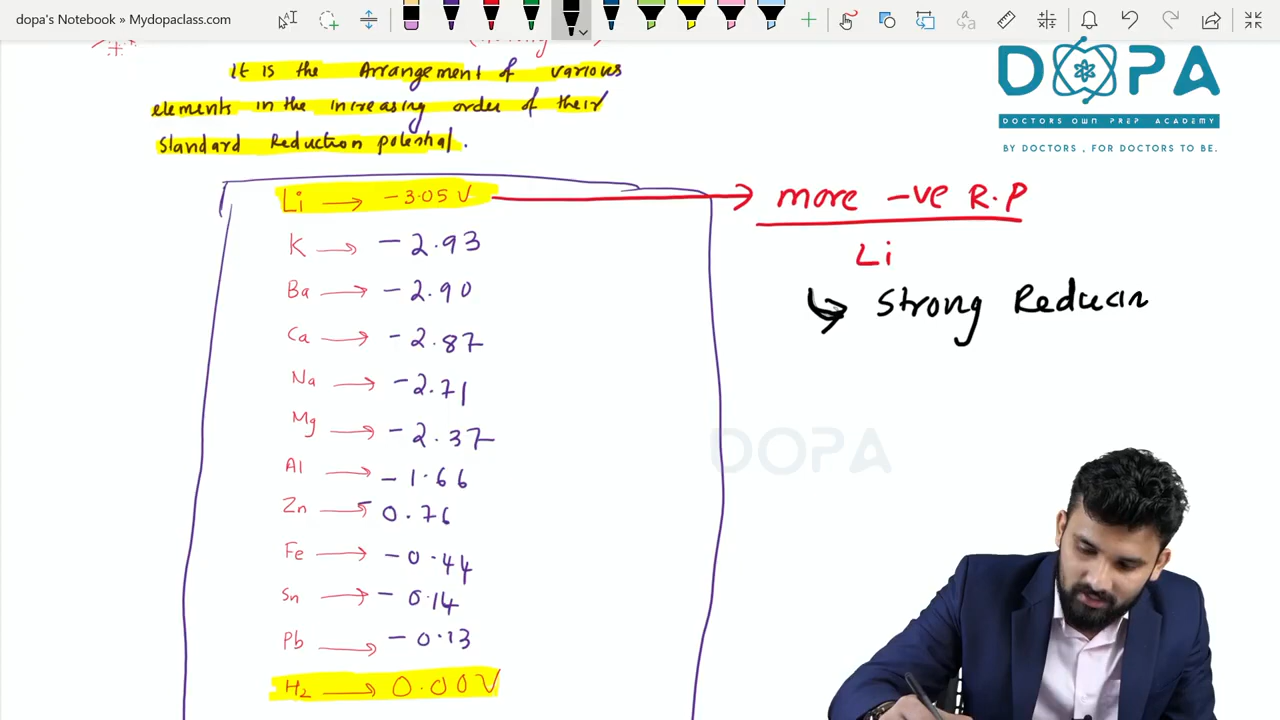 dopa's Notebook » Mydopaclass.com
It is the Arrangement of various
elements in the increasing order of their
Standard Reduction potential.
DOPA
DOCTORS OWN PREP ACADEMY
BY DOCTORS , FOR DOCTORS TO BE.
Li → -3.05 V → more -ve R.P
K → -2.93
Li
Ba → -2.90
↳ Strong Reducan
Ca → -2.87
Na → -2.71
Mg → -2.37
DOPA
Al → -1.66
Zn → -0.76
Fe → -0.44
Sn → -0.14
Pb → -0.13
H2 → 0.00V